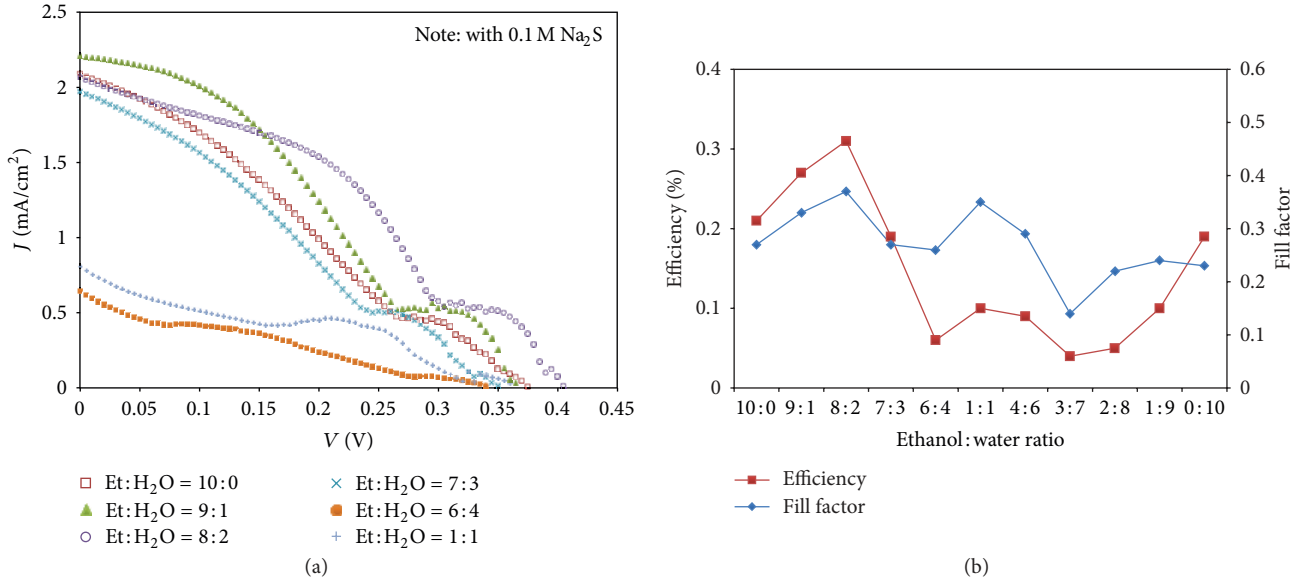 2.5
2
1.5
1
0.5
0
J (mA/cm²)
Note: with 0.1 M Na₂S
0 0.05 0.1 0.15 0.2 0.25 0.3 0.35 0.4 0.45
V (V)
Et:H₂O = 10:0
Et:H₂O = 9:1
Et:H₂O = 8:2
Et:H₂O = 7:3
Et:H₂O = 6:4
Et:H₂O = 1:1
(a)
0.4
0.3
0.2
0.1
0
Efficiency (%)
0.6
0.5
0.4
0.3
0.2
0.1
0
Fill factor
10:0 9:1 8:2 7:3 6:4 1:1 4:6 3:7 2:8 1:9 0:10
Ethanol:water ratio
Efficiency
Fill factor
(b)